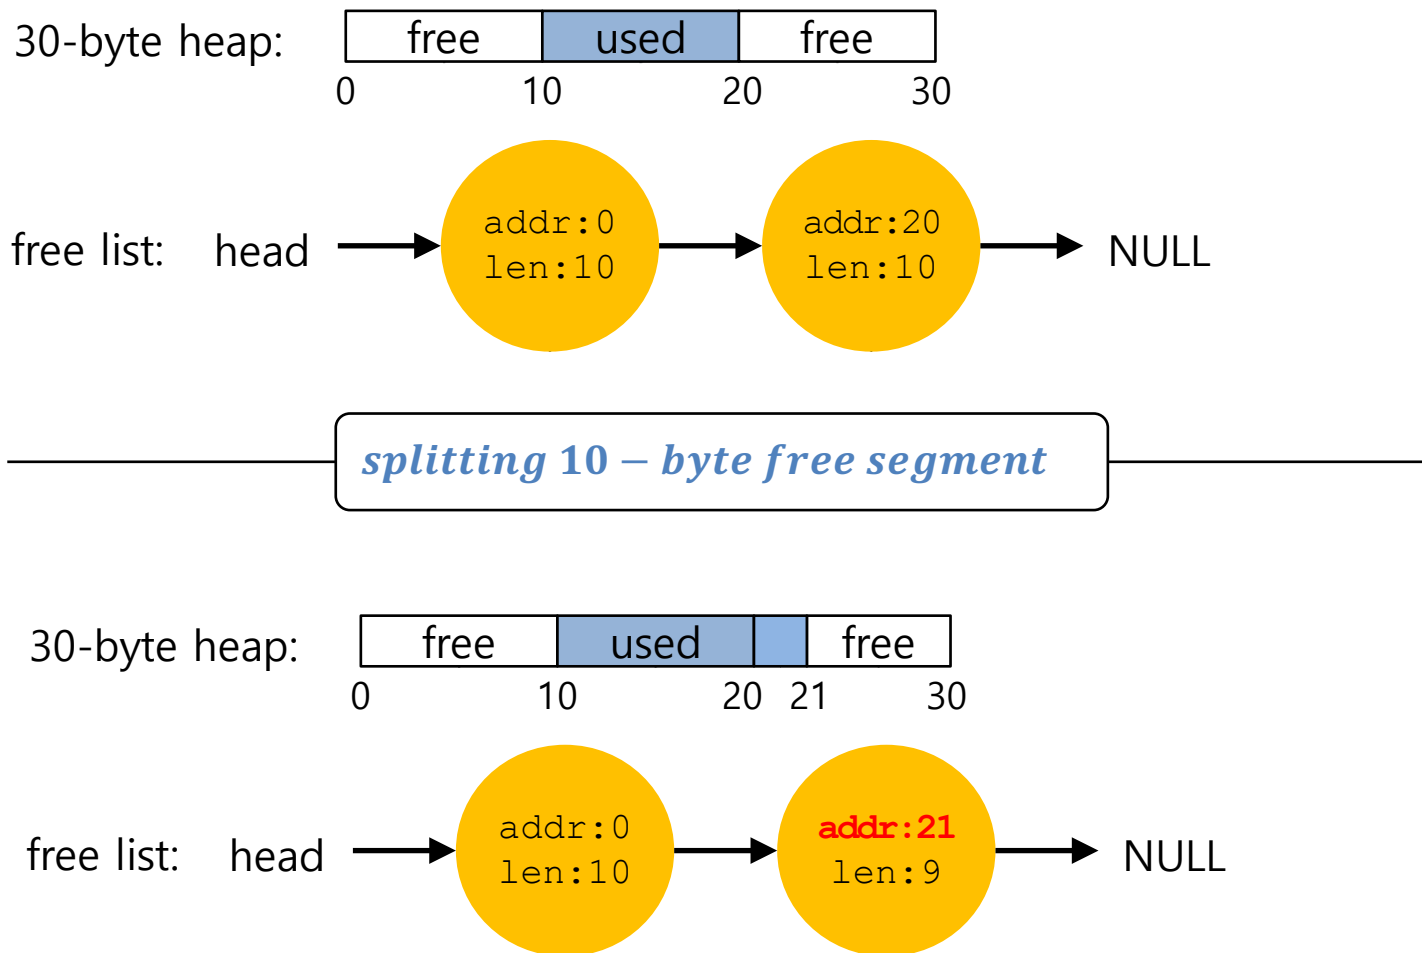 30-byte heap: free used free
0 10 20 30
free list: head addr:0 len:10 addr:20 len:10 NULL
splitting 10 − byte free segment
30-byte heap: free used free
0 10 20 21 30
free list: head addr:0 len:10 addr:21 len:9 NULL